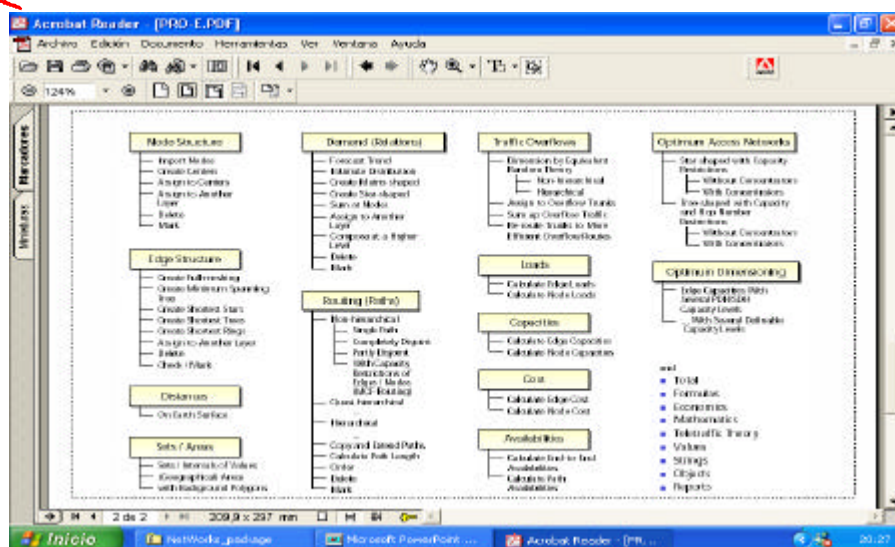 Acrobat Reader - [PRO-E.PDF]
Archivo Edición Documento Herramientas Ver Ventana Ayuda
124%
Marcadores
Miniaturas
Node Structure
Import Nodes
Create Centers
Assign to Centers
Assign to Another
Layer
Delete
Mark
Edge Structure
Create Full-meshing
Create Minimum Spanning
Tree
Create Shortest Stars
Create Shortest Trees
Create Shortest Rings
Assign to Another Layer
Delete
Check / Mark
Distances
On Earth Surface
Sets / Areas
Sets / Intervals of Values
(Geographical) Areas
with Background Polygons
Demand (Relations)
Forecast Trend
Estimate Distribution
Create Matrix-shaped
Create Star-shaped
Sum at Nodes
Assign to Another
Layer
Compose at a Higher
Level
Delete
Mark
Routing (Paths)
Non-hierarchical
Single Path
Completely Disjoint
Partly Disjoint
With Capacity
Restrictions of
Edges / Nodes
(MCF-Routing)
Quasi-hierarchical
...
Hierarchical
...
Copy and Extend Paths
Calculate Path Length
Order
Delete
Mark
Traffic Overflows
Dimension by Equivalent
Random Theory
Non-hierarchical
Hierarchical
Assign to Overflow Trunks
Sum up Overflow Traffic
Re-route Trunks to More
Efficient Overflow Routes
Loads
Calculate Edge Loads
Calculate Node Loads
Capacities
Calculate Edge Capacities
Calculate Node Capacities
Cost
Calculate Edge Cost
Calculate Node Cost
Availabilities
Calculate End-to-End
Availabilities
Calculate Path
Availabilities
Optimum Access Networks
Star-shaped with Capacity
Restrictions
Without Concentrators
With Concentrators
Tree-shaped with Capacity
and Hop Number
Restrictions
Without Concentrators
With Concentrators
Optimum Dimensioning
Edge Capacities With
Several PDH/SDH
Capacity Levels
... With Several Definable
Capacity Levels
and
Total
Formulas
Economics
Mathematics
Teletraffic Theory
Values
Strings
Objects
Reports
2 de 2 209,9 x 297 mm
Inicio NetWorks_package Microsoft PowerPoint ... Acrobat Reader - [PR... 20:27